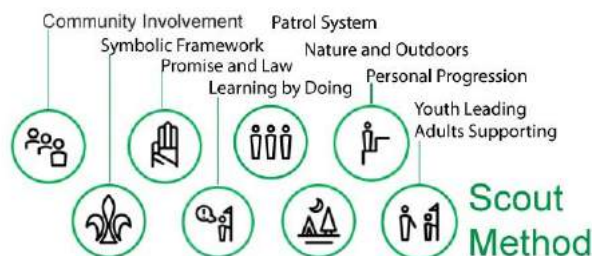 Community Involvement
Patrol System
Symbolic Framework
Nature and Outdoors
Promise and Law
Personal Progression
Learning by Doing
Youth Leading
Adults Supporting
Scout
Method